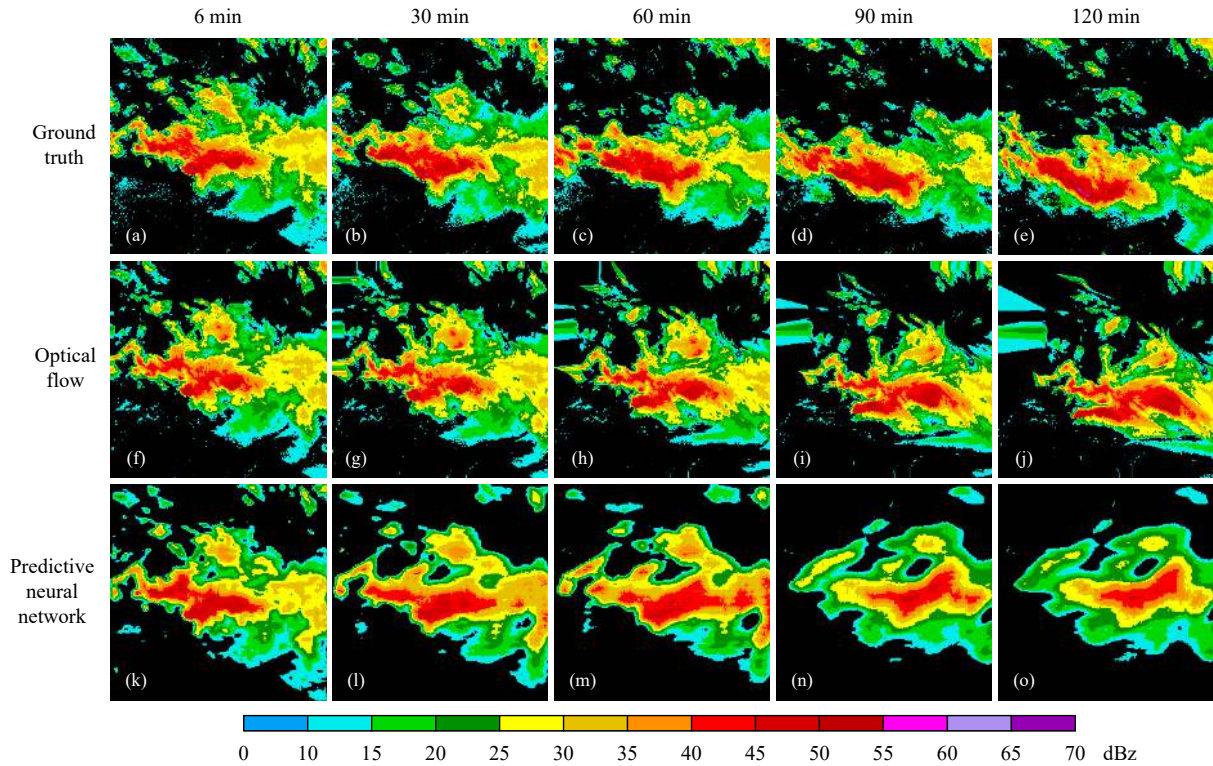 6 min 30 min 60 min 90 min 120 min
Ground
truth
(a) (b) (c) (d) (e)
Optical
flow
(f) (g) (h) (i) (j)
Predictive
neural
network
(k) (l) (m) (n) (o)
0 10 15 20 25 30 35 40 45 50 55 60 65 70 dBz